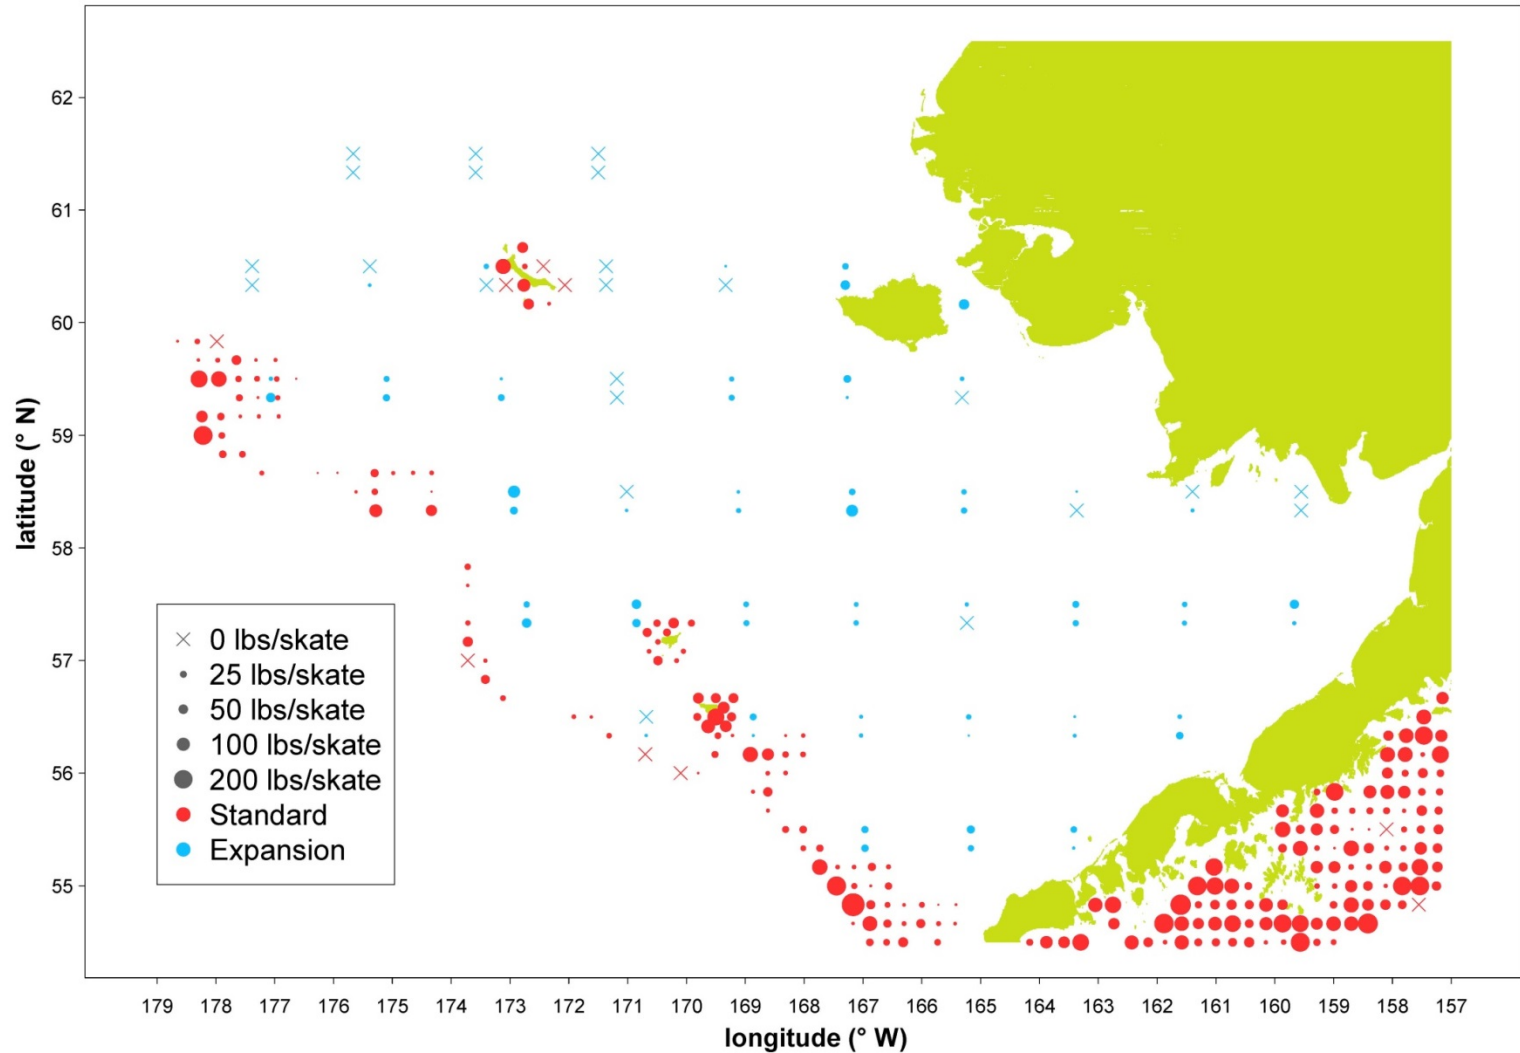 62
61
60
59
58
57
56
55
latitude (° N)
0 lbs/skate
25 lbs/skate
50 lbs/skate
100 lbs/skate
200 lbs/skate
Standard
Expansion
179 178 177 176 175 174 173 172 171 170 169 168 167 166 165 164 163 162 161 160 159 158 157
longitude (° W)